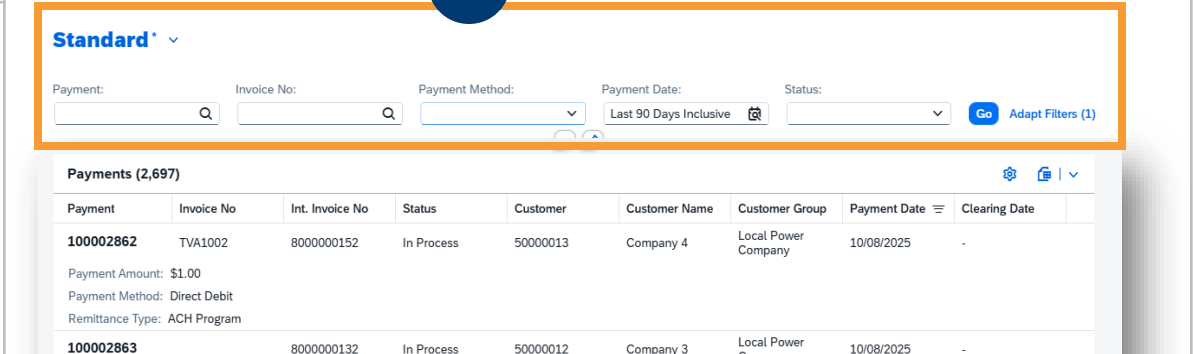 Standard*
Payment: Invoice No: Payment Method: Payment Date: Status:
Last 90 Days Inclusive Go Adapt Filters (1)
Payments (2,697)
Payment Invoice No Int. Invoice No Status Customer Customer Name Customer Group Payment Date Clearing Date
100002862 TVA1002 8000000152 In Process 50000013 Company 4 Local Power Company 10/08/2025 -
Payment Amount: $1.00
Payment Method: Direct Debit
Remittance Type: ACH Program
100002863 8000000132 In Process 50000012 Company 3 Local Power 10/08/2025 -